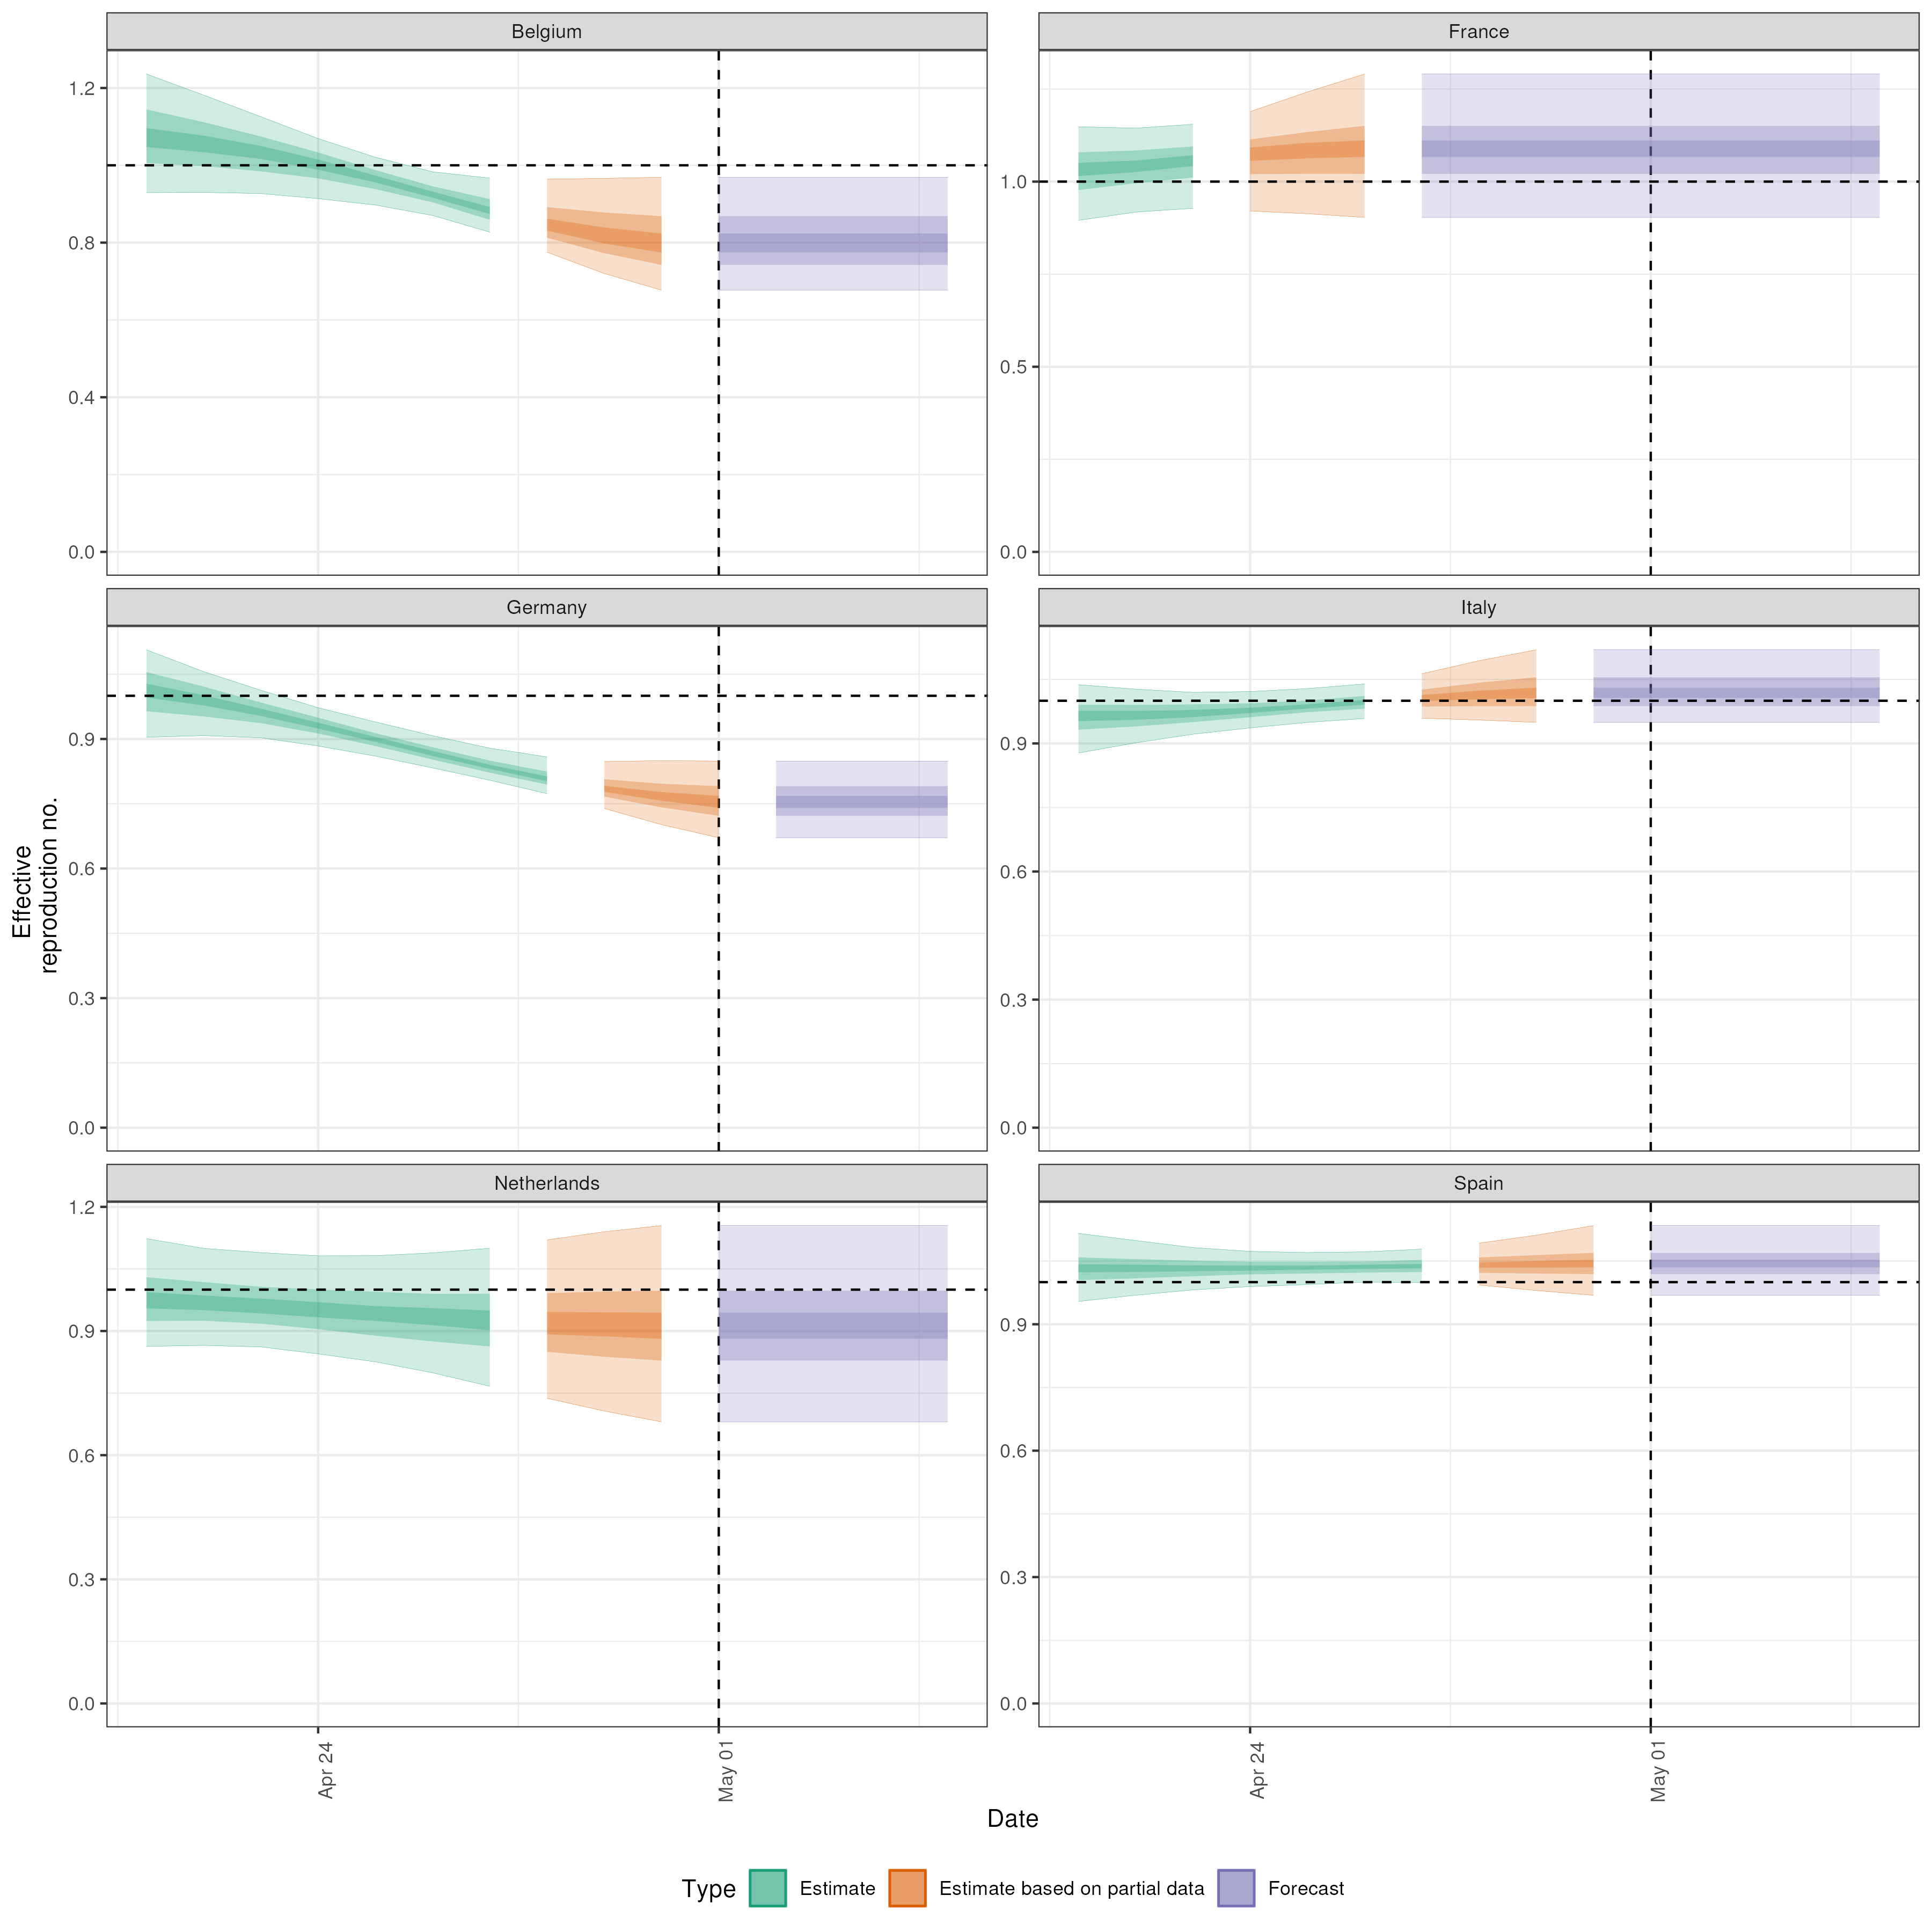 Belgium
France
1.2
0.8
0.4
0.0
1.0
0.5
0.0
Germany
Italy
0.9
0.6
0.3
0.0
0.9
0.6
0.3
0.0
Effective
reproduction no.
Netherlands
Spain
1.2
0.9
0.6
0.3
0.0
0.9
0.6
0.3
0.0
Apr 24
May 01
Apr 24
May 01
Date
Type Estimate Estimate based on partial data Forecast